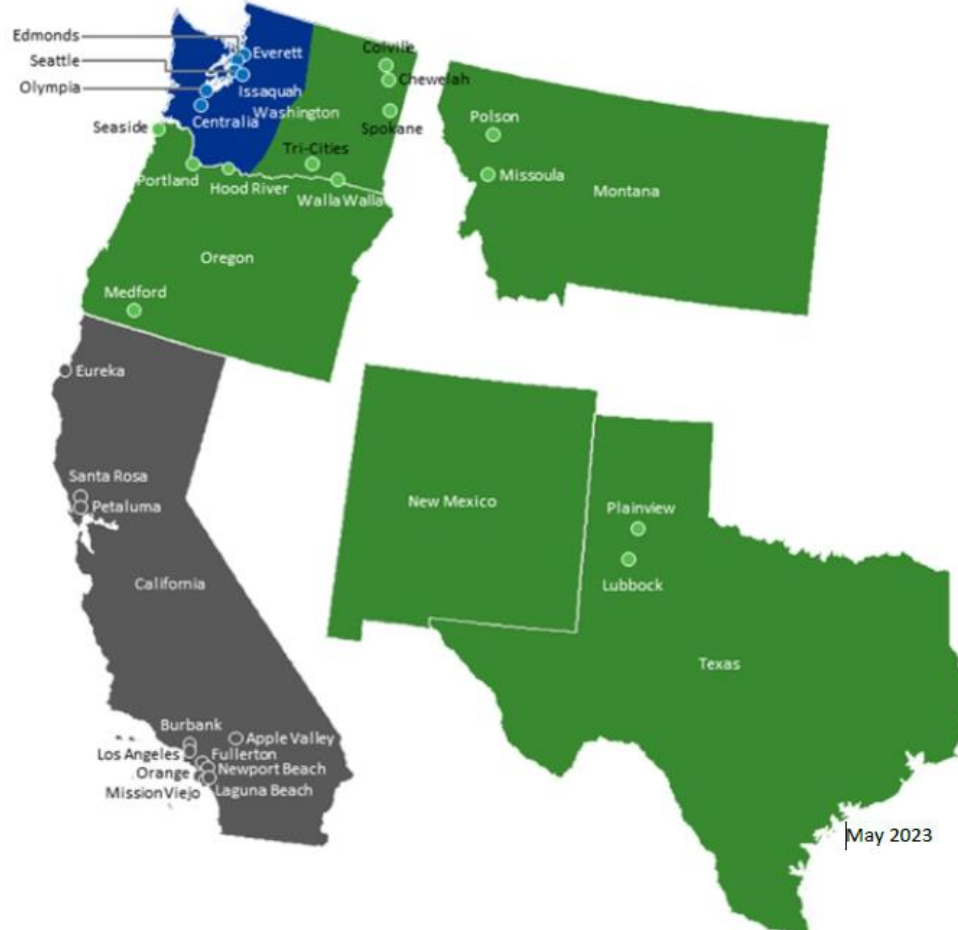 Edmonds
Everett
Colville
Seattle
Chewelah
Olympia
Issaquah
Washington
Centralia
Seaside
Spokane
Tri-Cities
Portland
Hood River
Walla Walla
Polson
Missoula
Montana
Oregon
Medford
Eureka
Santa Rosa
Petaluma
New Mexico
Plainview
California
Lubbock
Texas
Burbank
Apple Valley
Los Angeles
Fullerton
Orange
Newport Beach
Mission Viejo
Laguna Beach
May 2023